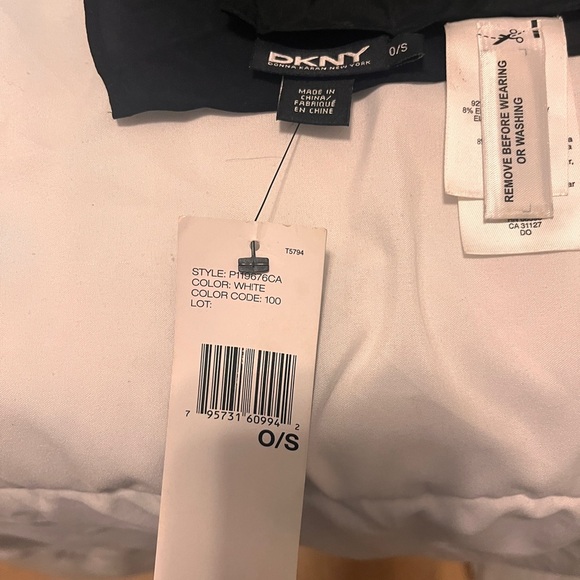 DKNY
DONNA KARAN NEW YORK
O/S
MADE IN
CHINA/
FABRIQUÉ
EN CHINE
REMOVE BEFORE WEARING
OR WASHING
CA 31127
DO
T5794
STYLE: P119676CA
COLOR: WHITE
COLOR CODE: 100
LOT:
7 95731 60994 2
O/S